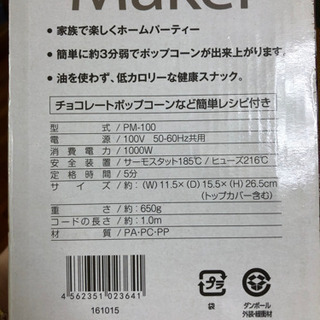 Maker
●家族で楽しくホームパーティー
●簡単に約3分弱でポップコーンが出来上がります。
●油を使わず、低カロリーな健康スナック。
チョコレートポップコーンなど簡単レシピ付き
型式/PM-100
電源/100V 50-60Hz共用
消費電力/1000W
安全装置/サーモスタット185℃/ヒューズ216℃
定格時間/5分
サイズ/約:(W)11.5×(D)15.5×(H)26.5cm
(トップカバー含む)
重さ/約:650g
コードの長さ/約:1.0m
材質/PA・PC・PP
4 562351 023641
161015
プラ
袋
ダンボール
外装・緩衝材